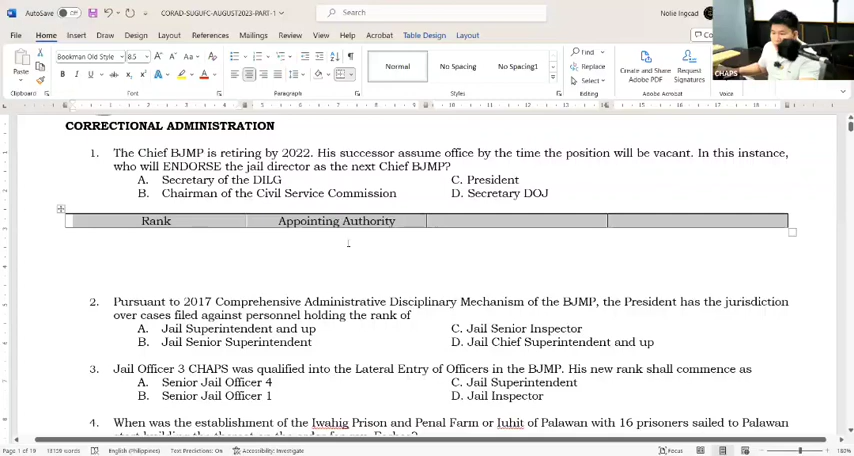 AutoSave Off CORAD-SUGUFC-AUGUST2023-PART-1 Search Nolie Ingcad
File Home Insert Draw Design Layout References Mailings Review View Help Acrobat Table Design Layout
Paste Bookman Old Style 8.5 Normal No Spacing No Spacing1 Find Replace Select Create and Share Adobe PDF Request Signatures
Clipboard Font Paragraph Styles Editing Adobe Acrobat Voice
CHAPS
CORRECTIONAL ADMINISTRATION
1. The Chief BJMP is retiring by 2022. His successor assume office by the time the position will be vacant. In this instance,
who will ENDORSE the jail director as the next Chief BJMP?
A. Secretary of the DILG C. President
B. Chairman of the Civil Service Commission D. Secretary DOJ
Rank Appointing Authority
2. Pursuant to 2017 Comprehensive Administrative Disciplinary Mechanism of the BJMP, the President has the jurisdiction
over cases filed against personnel holding the rank of
A. Jail Superintendent and up C. Jail Senior Inspector
B. Jail Senior Superintendent D. Jail Chief Superintendent and up
3. Jail Officer 3 CHAPS was qualified into the Lateral Entry of Officers in the BJMP. His new rank shall commence as
A. Senior Jail Officer 4 C. Jail Superintendent
B. Senior Jail Officer 1 D. Jail Inspector
4. When was the establishment of the Iwahig Prison and Penal Farm or Iuhit of Palawan with 16 prisoners sailed to Palawan
Page 1 of 19 18139 words English (Philippines) Text Predictions: On Accessibility: Investigate Focus 180%